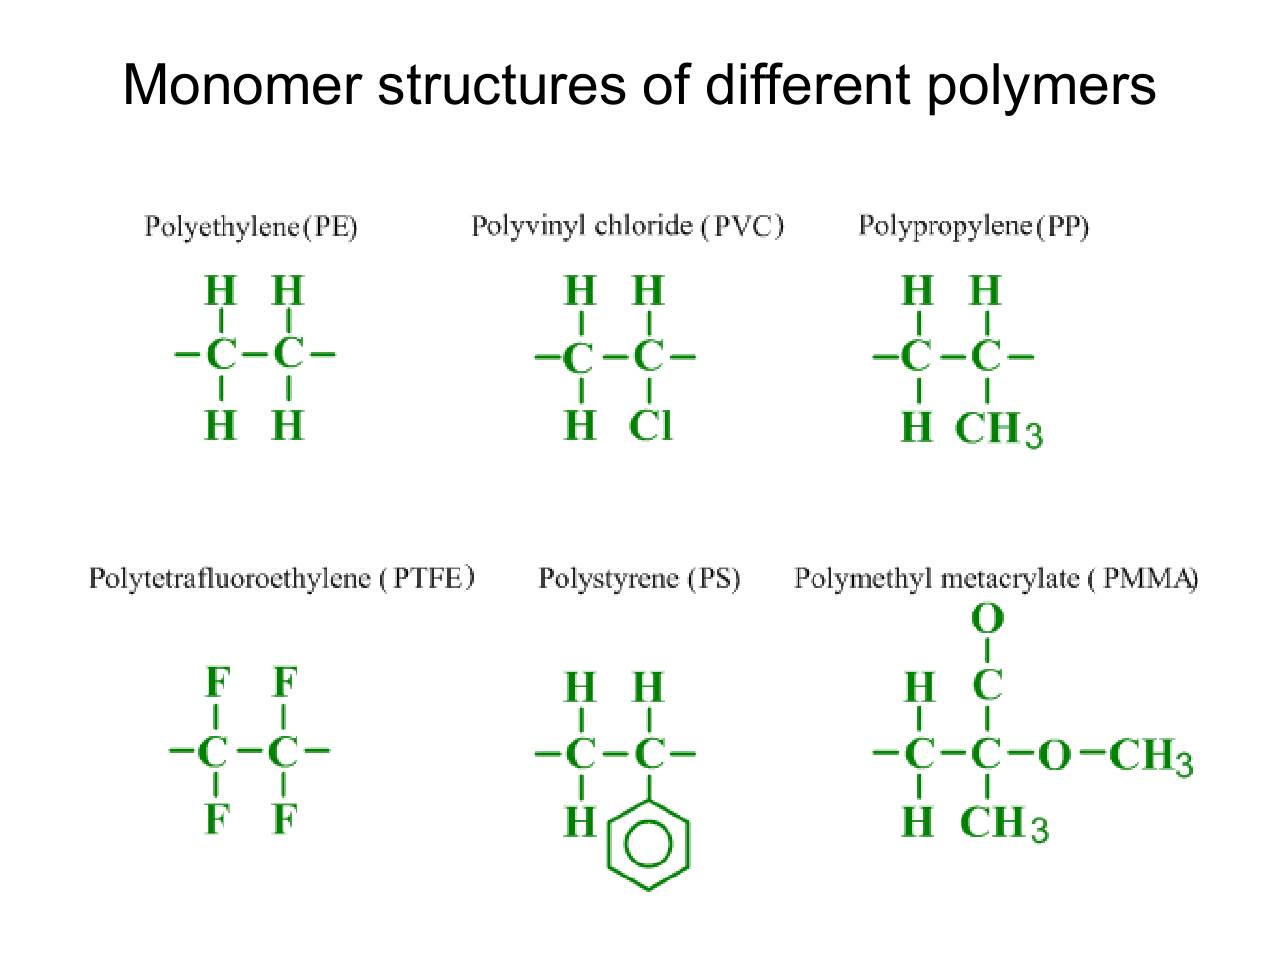 Monomer structures of different polymers
Polyethylene (PE) Polyvinyl chloride (PVC) Polypropylene (PP)
H H H H H H
–C–C– –C–C– –C–C–
H H H Cl H CH3
Polytetrafluoroethylene (PTFE) Polystyrene (PS) Polymethyl metacrylate (PMMA)
O
F F H H H C
–C–C– –C–C– –C–C–O–CH3
F F H H CH3